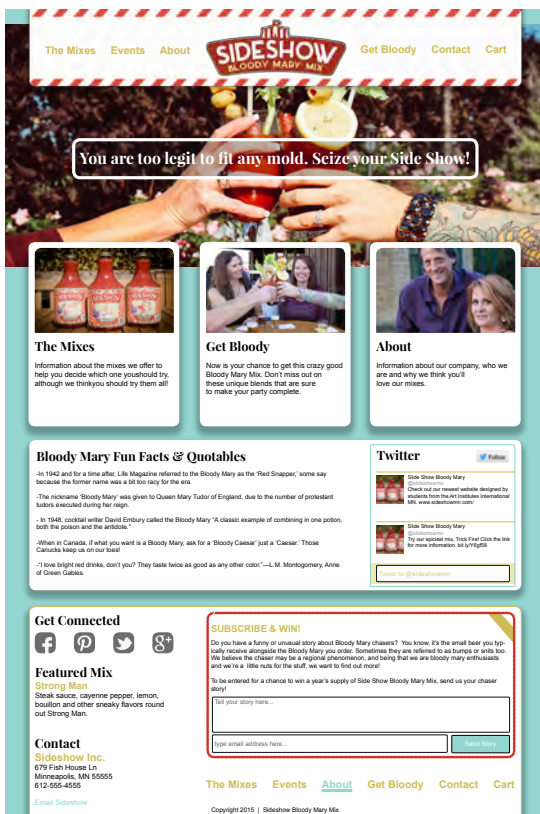 The Mixes Events About
SIDESHOW
BLOODY MARY MIX
Get Bloody Contact Cart
You are too legit to fit any mold. Seize your Side Show!
The Mixes
Information about the mixes we offer to
help you decide which one youshould try,
although we thinkyou should try them all!
Get Bloody
Now is your chance to get this crazy good
Bloody Mary Mix. Don't miss out on
these unique blends that are sure
to make your party complete.
About
Information about our company, who we
are and why we think you'll
love our mixes.
Bloody Mary Fun Facts & Quotables
-In 1942 and for a time after, Life Magazine referred to the Bloody Mary as the 'Red Snapper,' some say
because the former name was a bit too racy for the era.
-The nickname 'Bloody Mary' was given to Queen Mary Tudor of England, due to the number of protestant
tudors executed during her reign.
- In 1948, cocktail writer David Embury called the Bloody Mary "A classic example of combining in one potion,
both the poison and the antidote."
-When in Canada, if what you want is a Bloody Mary, ask for a 'Bloody Caesar' just a 'Caesar.' Those
Canucks keep us on our toes!
-"I love bright red drinks, don't you? They taste twice as good as any other color."—L.M. Montogomery, Anne
of Green Gables.
Twitter
Follow
Slide Show Bloody Mary
@sideshowmn
Check out our newest website designed by
students from the Art Institutes International
MN. www.sideshowmn.com/
Slide Show Bloody Mary
@sideshowmn
Try our spiciest mix, Trick Fire! Click the link
for more information. bit.ly/Y6gf58
Tweet to @sideshowmn
Get Connected
Featured Mix
Strong Man
Steak sauce, cayenne pepper, lemon,
bouillon and other sneaky flavors round
out Strong Man.
Contact
Sideshow Inc.
679 Fish House Ln
Minneapolis, MN 55555
612-555-4555
Email Sideshow
SUBSCRIBE & WIN!
Do you have a funny or unusual story about Bloody Mary chasers? You know, it's the small beer you typ-
ically receive alongside the Bloody Mary you order. Sometimes they are referred to as bumps or snits too.
We believe the chaser may be a regional phenomenon, and being that we are bloody mary enthusiasts
and we're a little nuts for the stuff, we want to find out more!
To be entered for a chance to win a year's supply of Side Show Bloody Mary Mix, send us your chaser
story!
Tell your story here...
type email address here...
Send Story
The Mixes Events About Get Bloody Contact Cart
Copyright 2015 | Sideshow Bloody Mary Mix